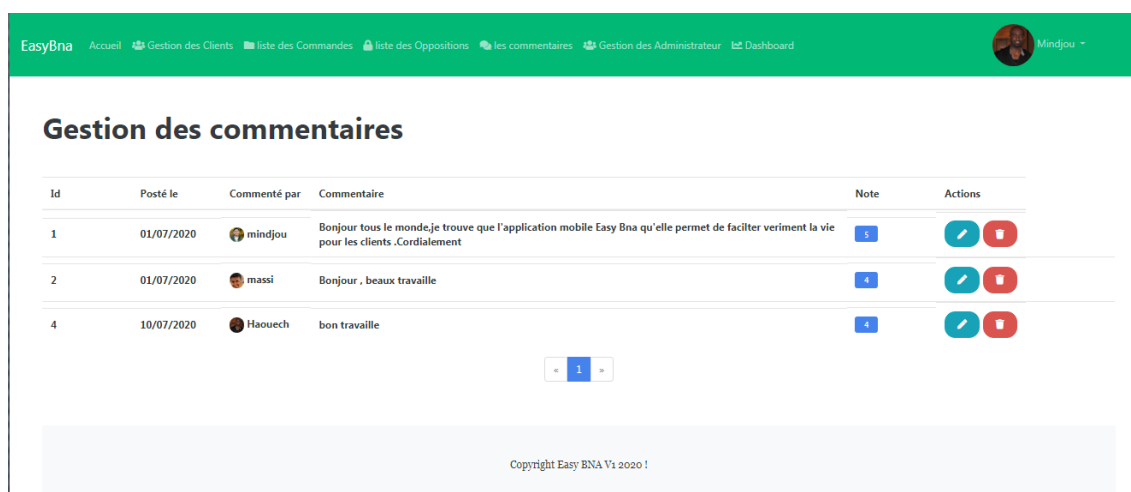 EasyBna Accueil Gestion des Clients liste des Commandes liste des Oppositions les commentaires Gestion des Administrateur Dashboard Mindjou
Gestion des commentaires
Id Posté le Commenté par Commentaire Note Actions
1 01/07/2020 mindjou Bonjour tous le monde,je trouve que l'application mobile Easy Bna qu'elle permet de facilter veriment la vie 5
pour les clients .Cordialement
2 01/07/2020 massi Bonjour , beaux travaille 4
4 10/07/2020 Haouech bon travaille 4
« 1 »
Copyright Easy BNA V1 2020 !